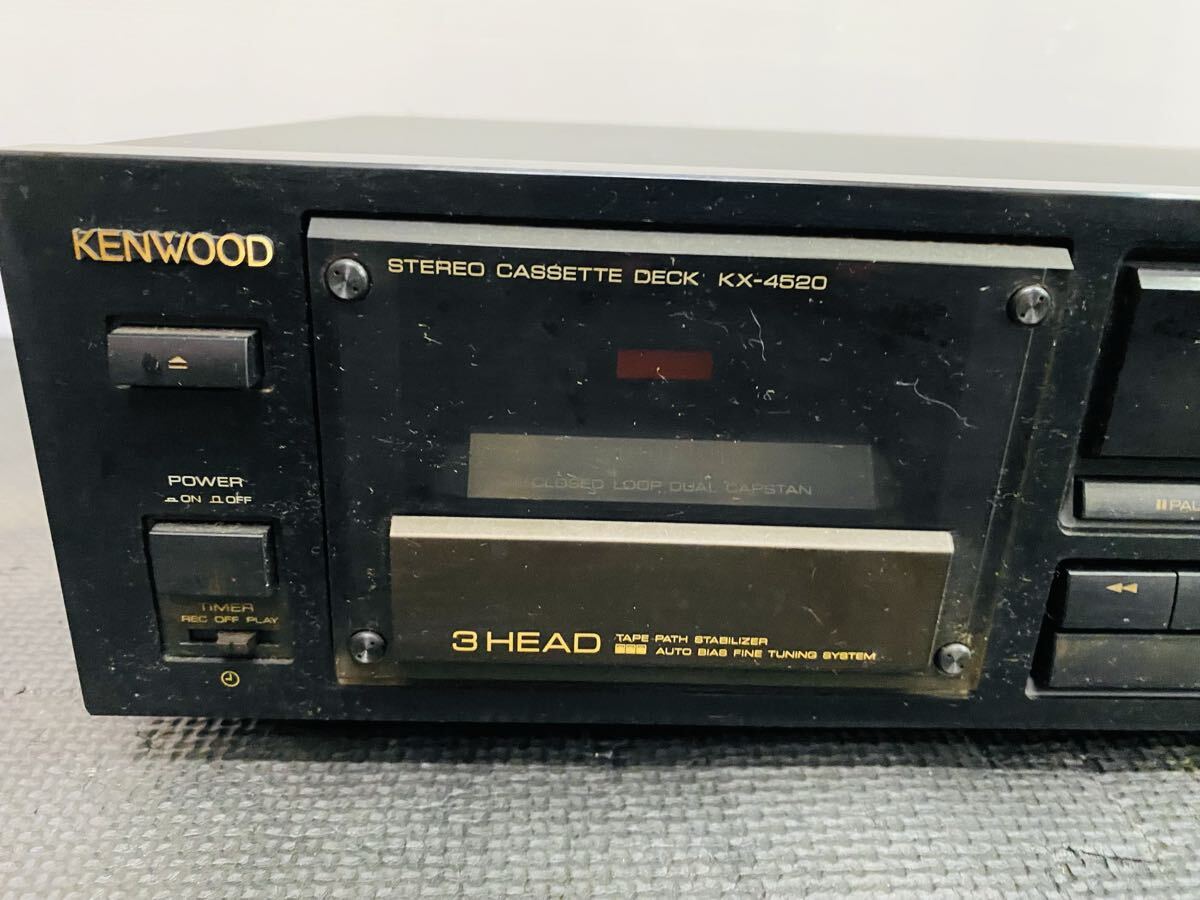 KENWOOD
STEREO CASSETTE DECK KX-4520
POWER
ON OFF
TIMER
REC OFF PLAY
CLOSED LOOP DUAL CAPSTAN
3 HEAD
TAPE PATH STABILIZER
AUTO BIAS FINE TUNING SYSTEM